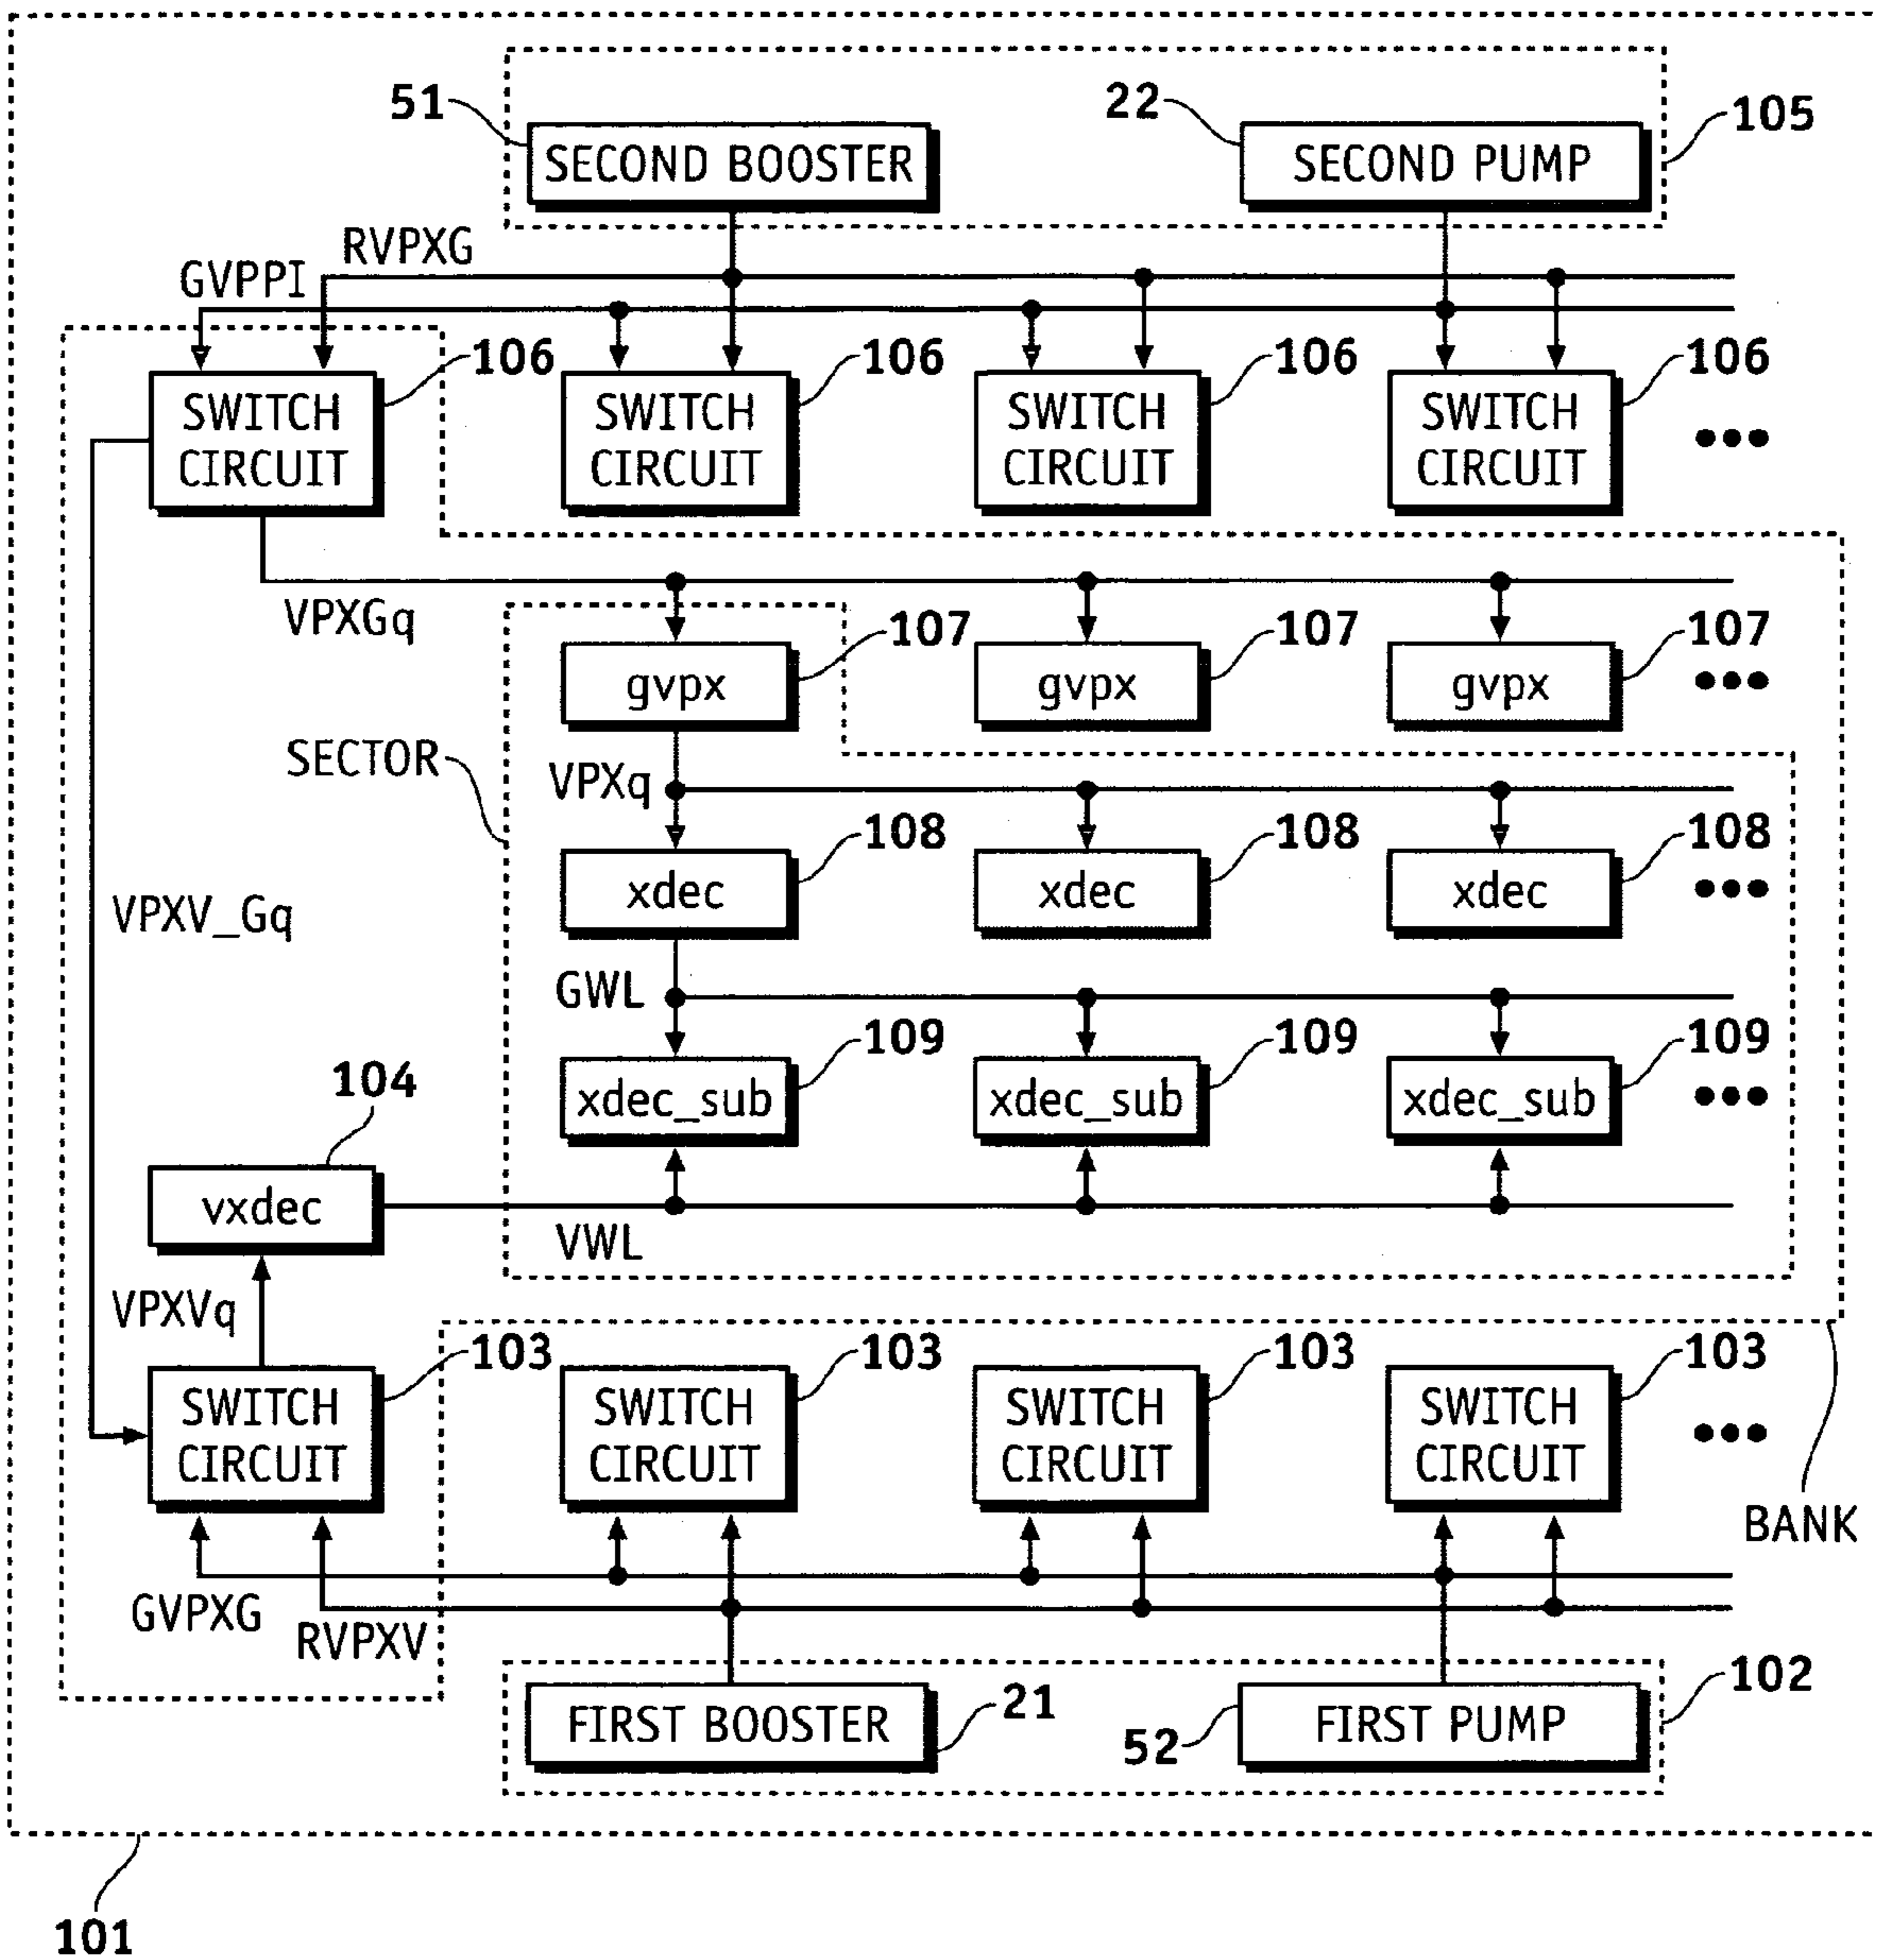 51
22
105
SECOND BOOSTER
SECOND PUMP
RVPXG
GVPPI
106
106
106
106
SWITCH
CIRCUIT
SWITCH
CIRCUIT
SWITCH
CIRCUIT
SWITCH
CIRCUIT
•••
VPXGq
107
107
107
gvpx
gvpx
gvpx
•••
SECTOR
VPXq
108
108
108
xdec
xdec
xdec
•••
VPXV_Gq
GWL
109
109
109
xdec_sub
xdec_sub
xdec_sub
•••
104
vxdec
VWL
VPXVq
103
103
103
103
SWITCH
CIRCUIT
SWITCH
CIRCUIT
SWITCH
CIRCUIT
SWITCH
CIRCUIT
•••
BANK
GVPXG
RVPXV
102
FIRST BOOSTER
21
52
FIRST PUMP
101